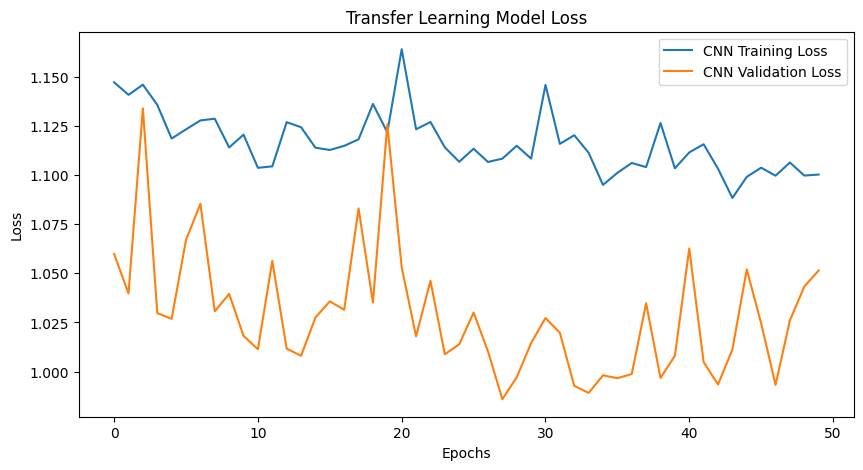 Transfer Learning Model Loss
CNN Training Loss
CNN Validation Loss
1.150
1.125
1.100
1.075
1.050
1.025
1.000
Loss
0 10 20 30 40 50
Epochs